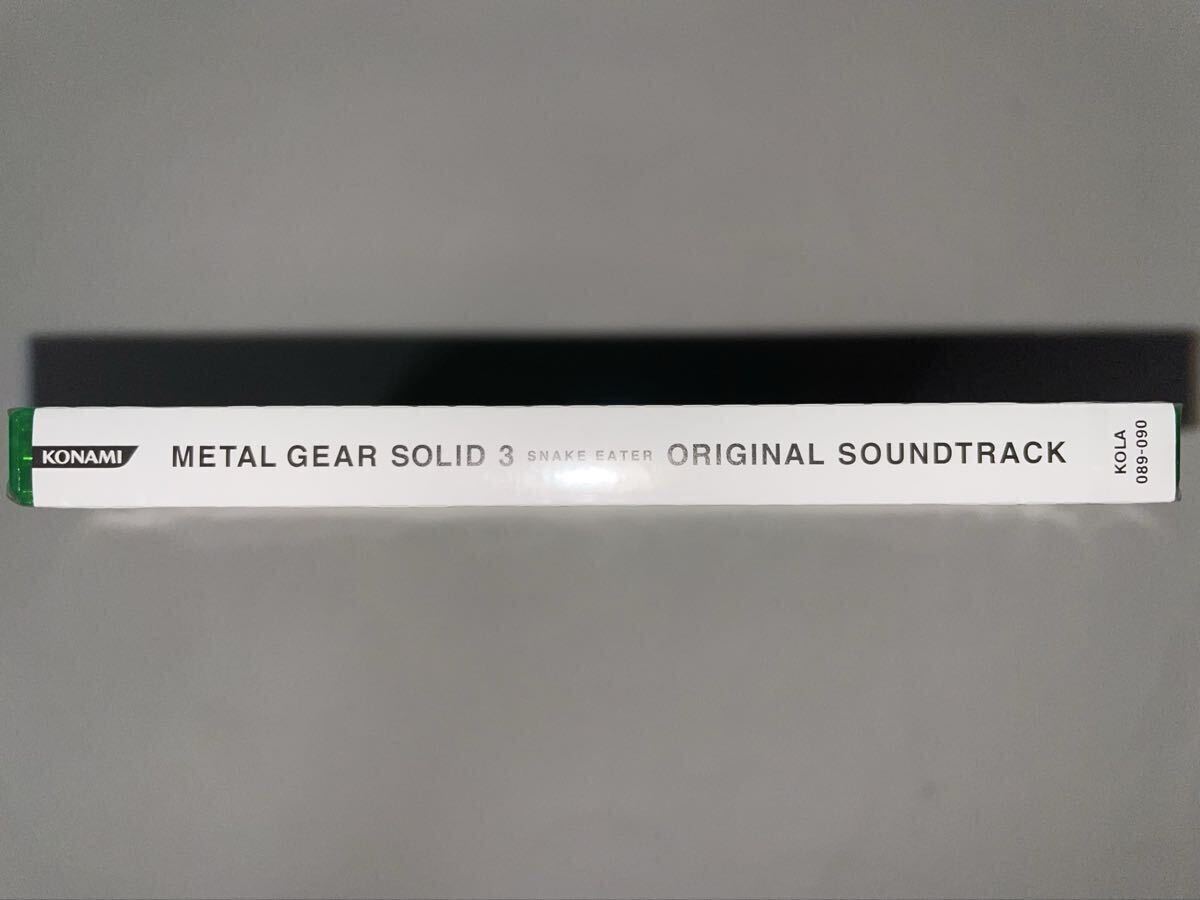 KONAMI
METAL GEAR SOLID 3 SNAKE EATER ORIGINAL SOUNDTRACK
KOLA
089-090